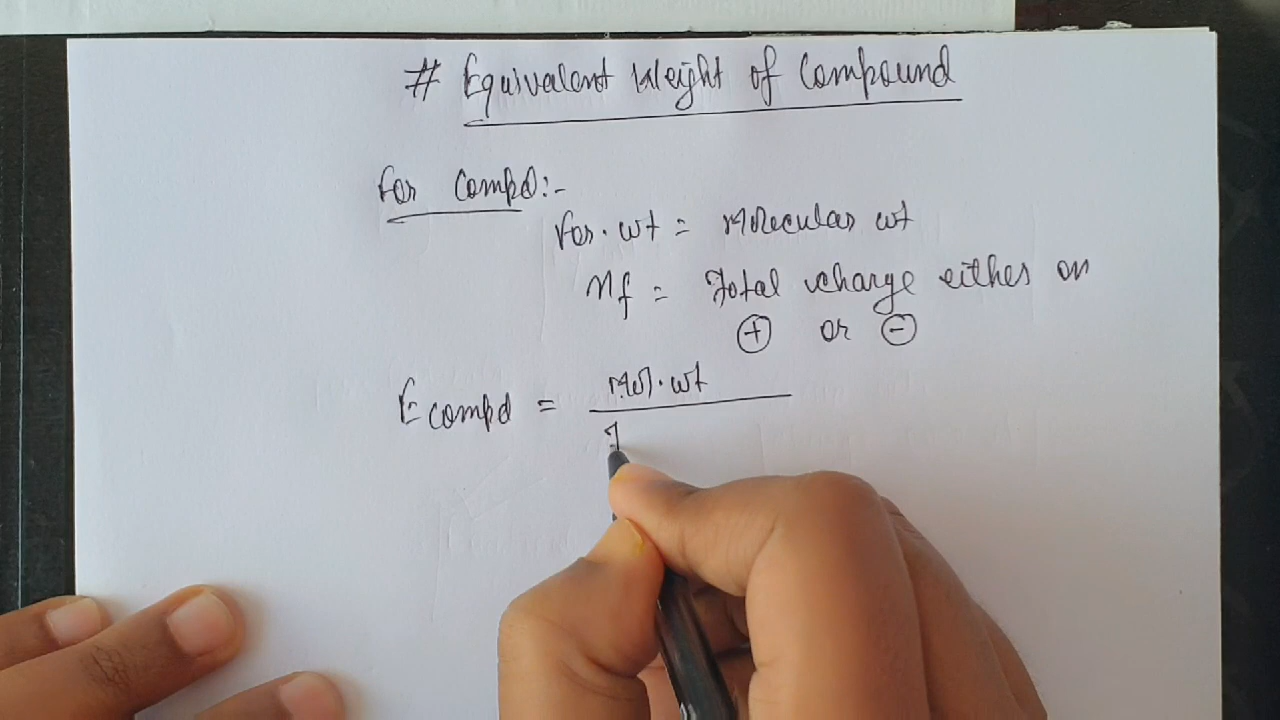 # Equivalent Weight of Compound
For Compd:-
For. wt = Molecular wt
nf = Total charge either on
+ or -
E compd = Mol. wt